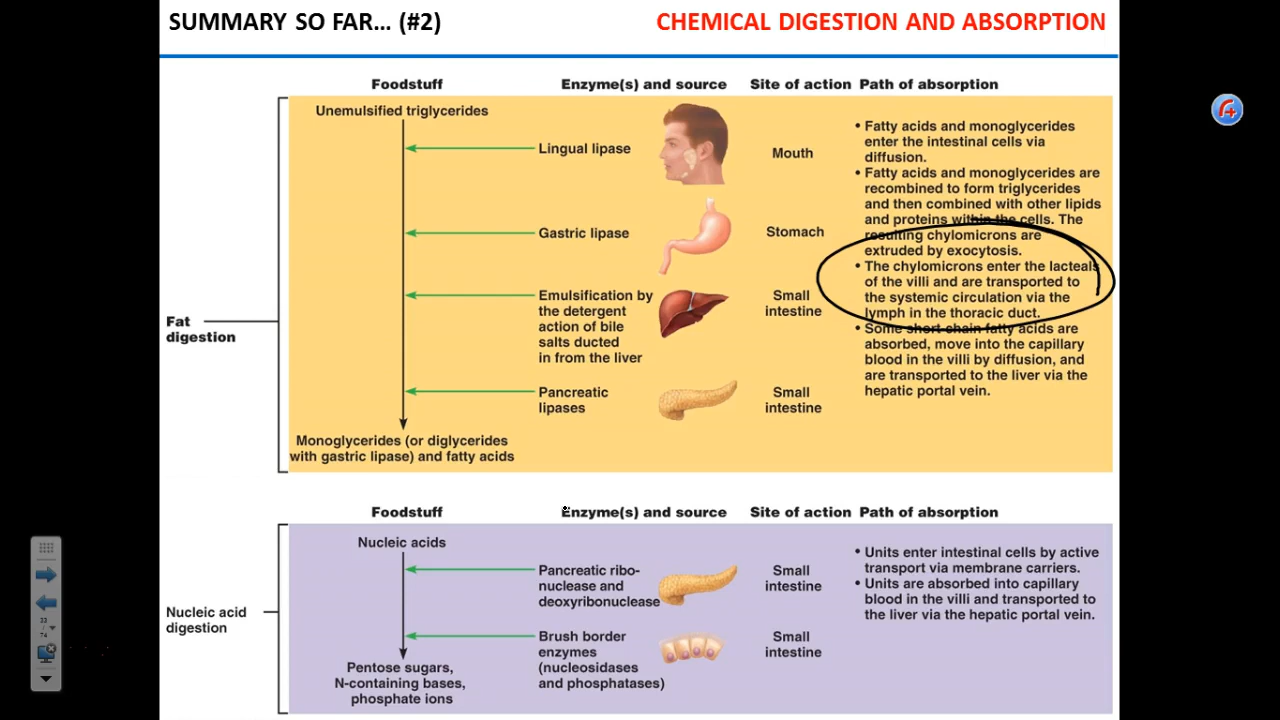 SUMMARY SO FAR... (#2)
CHEMICAL DIGESTION AND ABSORPTION
Foodstuff
Enzyme(s) and source
Site of action
Path of absorption
Fat
digestion
Unemulsified triglycerides
Lingual lipase
Mouth
Gastric lipase
Stomach
Emulsification by
the detergent
action of bile
salts ducted
in from the liver
Small
intestine
Pancreatic
lipases
Small
intestine
Monoglycerides (or diglycerides
with gastric lipase) and fatty acids
• Fatty acids and monoglycerides
enter the intestinal cells via
diffusion.
• Fatty acids and monoglycerides are
recombined to form triglycerides
and then combined with other lipids
and proteins within the cells. The
resulting chylomicrons are
extruded by exocytosis.
• The chylomicrons enter the lacteals
of the villi and are transported to
the systemic circulation via the
lymph in the thoracic duct.
• Some short-chain fatty acids are
absorbed, move into the capillary
blood in the villi by diffusion, and
are transported to the liver via the
hepatic portal vein.
Foodstuff
Enzyme(s) and source
Site of action
Path of absorption
Nucleic acid
digestion
Nucleic acids
Pancreatic ribo-
nuclease and
deoxyribonuclease
Small
intestine
Brush border
enzymes
(nucleosidases
and phosphatases)
Small
intestine
Pentose sugars,
N-containing bases,
phosphate ions
• Units enter intestinal cells by active
transport via membrane carriers.
• Units are absorbed into capillary
blood in the villi and transported to
the liver via the hepatic portal vein.
33
/
74